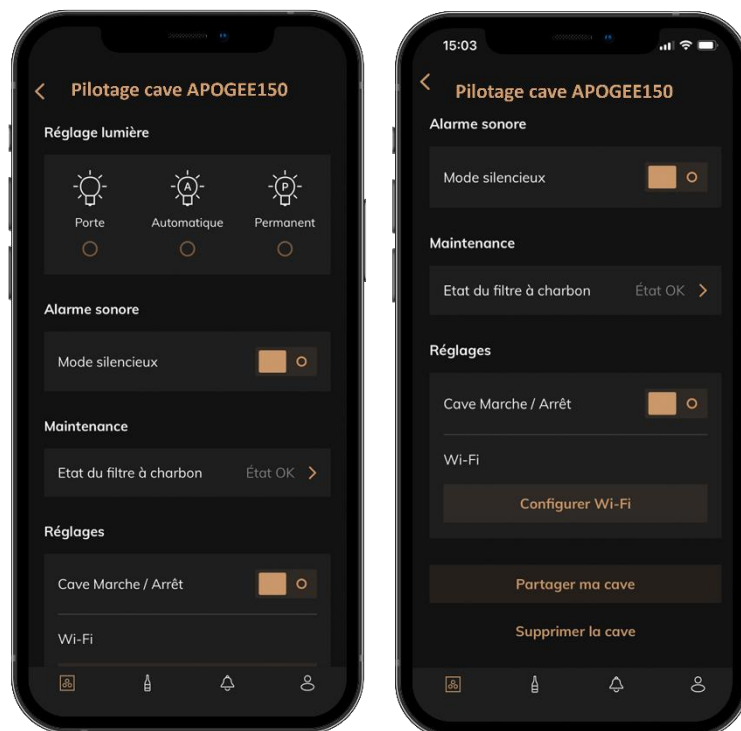 Pilotage cave APOGEE150
Réglage lumière
A
P
Porte
Automatique
Permanent
Alarme sonore
Mode silencieux
Maintenance
Etat du filtre à charbon
État OK
Réglages
Cave Marche / Arrêt
Wi-Fi
15:03
Pilotage cave APOGEE150
Alarme sonore
Mode silencieux
Maintenance
Etat du filtre à charbon
État OK
Réglages
Cave Marche / Arrêt
Wi-Fi
Configurer Wi-Fi
Partager ma cave
Supprimer la cave